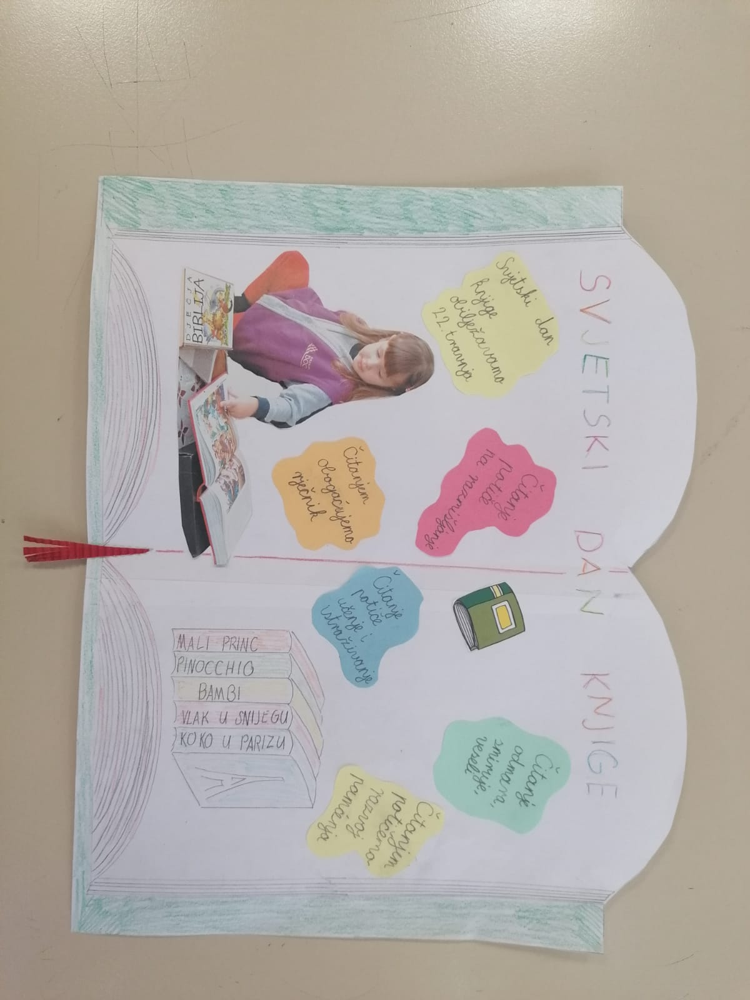 SVJETSKI DAN KNJIGE
Svjetski dan
knjige
obilježavamo
22. travnja
Čitanje
potiče
na razmišljanje
Čitanjem
obogaćujemo
rječnik
DJEČJA
BIBLIJA
Čitanje
potiče
učenje i
istraživanje
Čitanje
odmara,
smiruje,
veseli
Čitanjem
potičemo
razvoj
pamćenja
MALI PRINC
PINOCCHIO
BAMBI
VLAK U SNIJEGU
KOKO U PARIZU